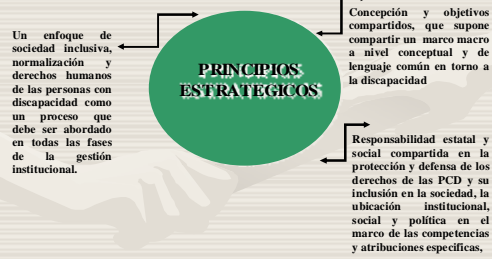 Un enfoque de
sociedad inclusiva,
normalización y
derechos humanos
de las personas con
discapacidad como
un proceso que
debe ser abordado
en todas las fases
de la gestión
institucional.
PRINCIPIOS
ESTRATEGICOS
Concepción y objetivos
compartidos, que supone
compartir un marco macro
a nivel conceptual y de
lenguaje común en torno a
la discapacidad
Responsabilidad estatal y
social compartida en la
protección y defensa de los
derechos de las PCD y su
inclusión en la sociedad, la
ubicación institucional,
social y política en el
marco de las competencias
y atribuciones especificas,